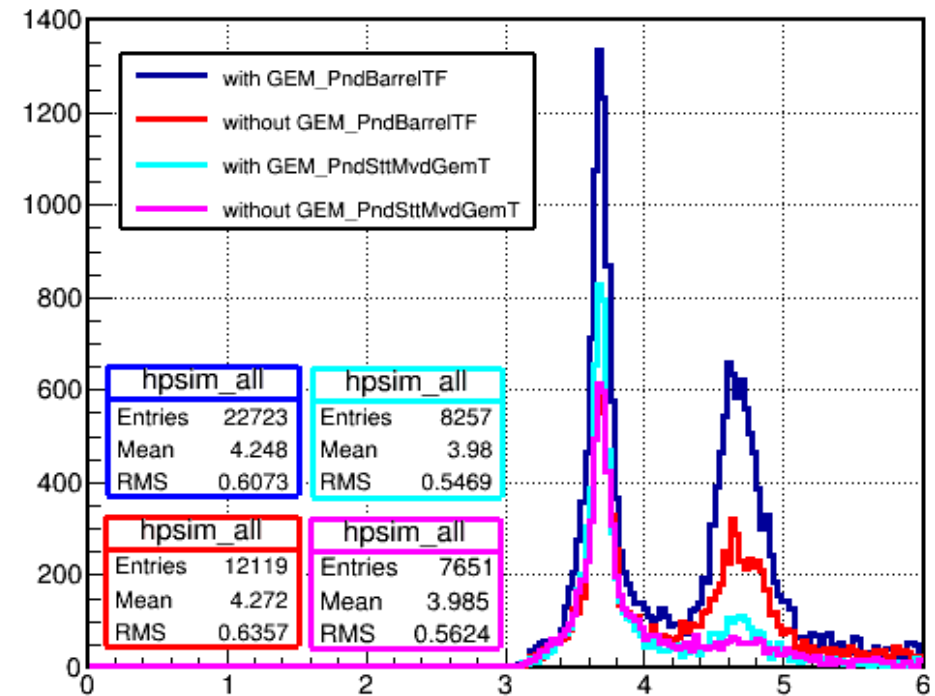 1400
1200
1000
800
600
400
200
0
with GEM_PndBarrelTF
without GEM_PndBarrelTF
with GEM_PndSttMvdGemT
without GEM_PndSttMvdGemT
hpsim_all
Entries 22723
Mean 4.248
RMS 0.6073
hpsim_all
Entries 8257
Mean 3.98
RMS 0.5469
hpsim_all
Entries 12119
Mean 4.272
RMS 0.6357
hpsim_all
Entries 7651
Mean 3.985
RMS 0.5624
0 1 2 3 4 5 6